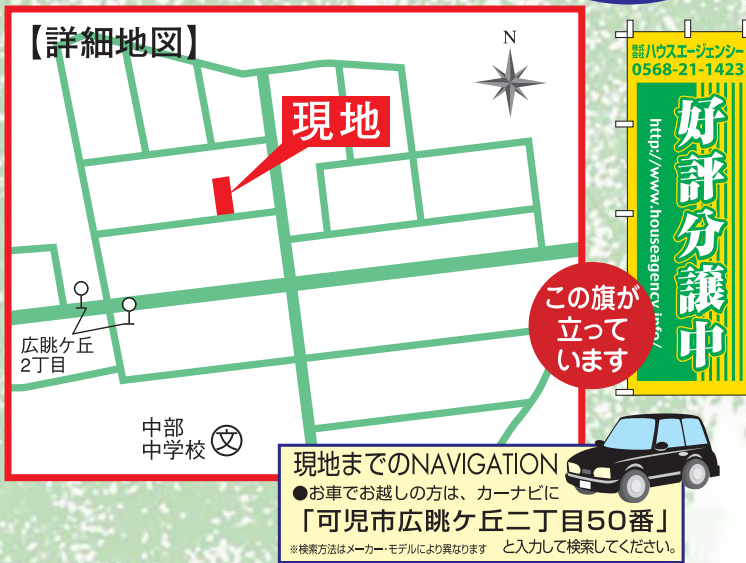 【詳細地図】
N
現地
広眺ケ丘
2丁目
中部
中学校
文
株式会社ハウスエージェンシー
0568-21-1423
好評分譲中
http://www.houseagency.info/
この旗が
立って
います
現地までのNAVIGATION
●お車でお越しの方は、カーナビに
「可児市広眺ケ丘二丁目50番」
※検索方法はメーカー・モデルにより異なります と入力して検索してください。